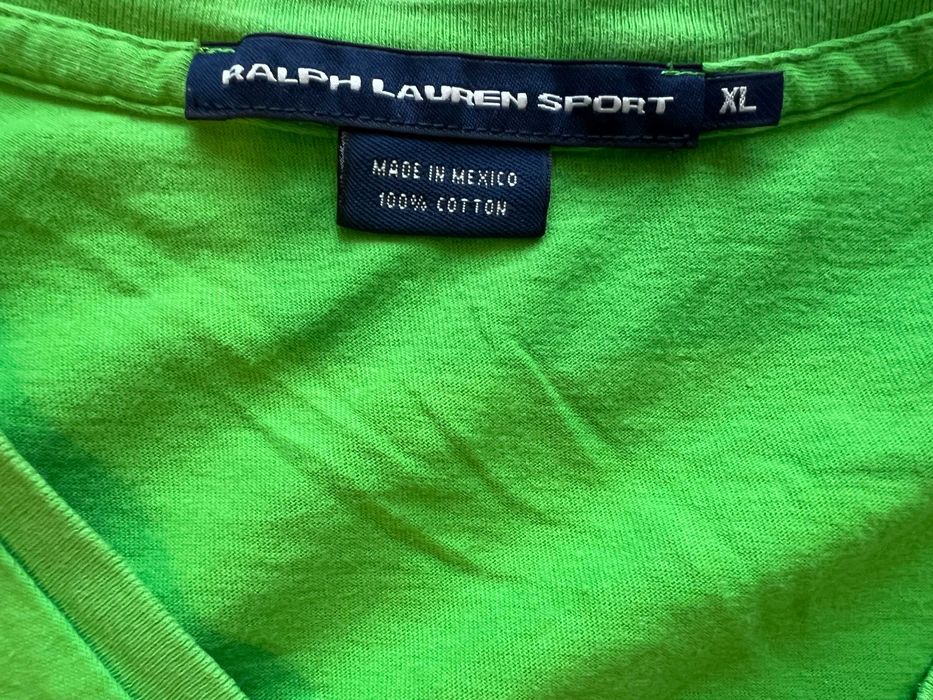 RALPH LAUREN SPORT
XL
MADE IN MEXICO
100% COTTON